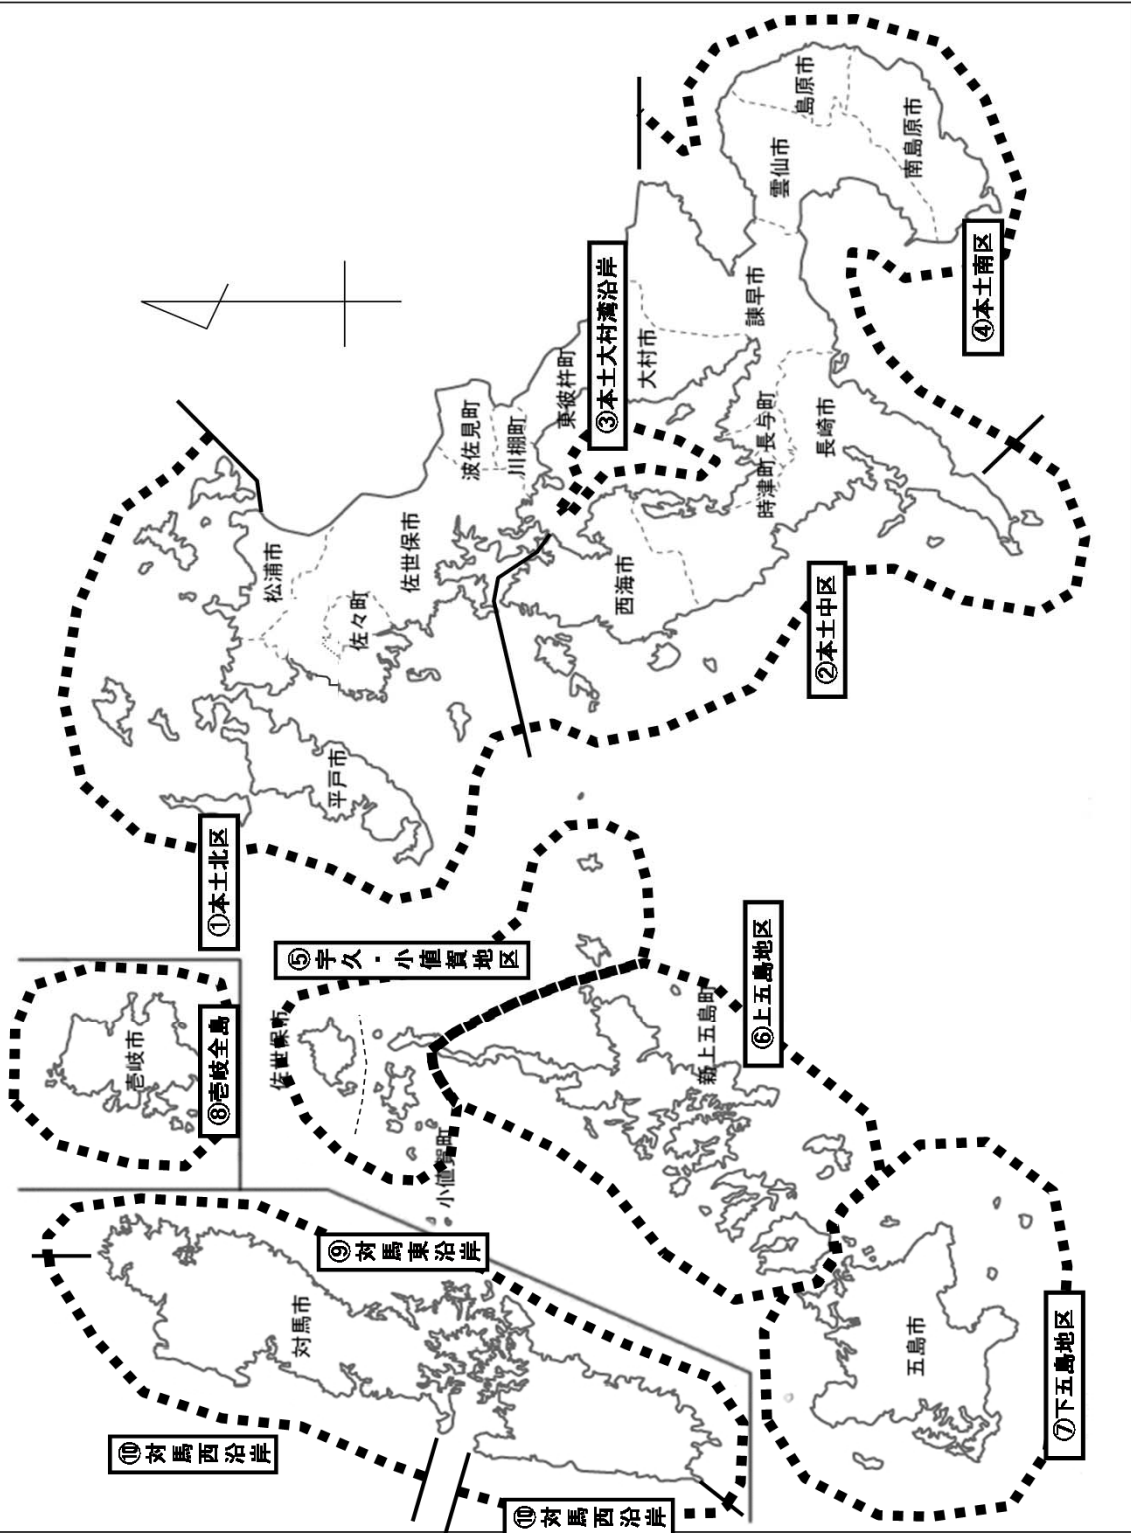 ⑩対馬西沿岸
⑩対馬西沿岸
⑨対馬東沿岸
対馬市
⑧壱岐全島
壱岐市
⑤宇久・小値賀地区
佐世保市
小値賀町
⑥上五島地区
新上五島町
⑦下五島地区
五島市
①本土北区
平戸市
松浦市
佐々町
佐世保市
波佐見町
川棚町
東彼杵町
②本土中区
西海市
時津町
長与町
長崎市
③本土大村湾沿岸
大村市
諫早市
④本土南区
雲仙市
島原市
南島原市